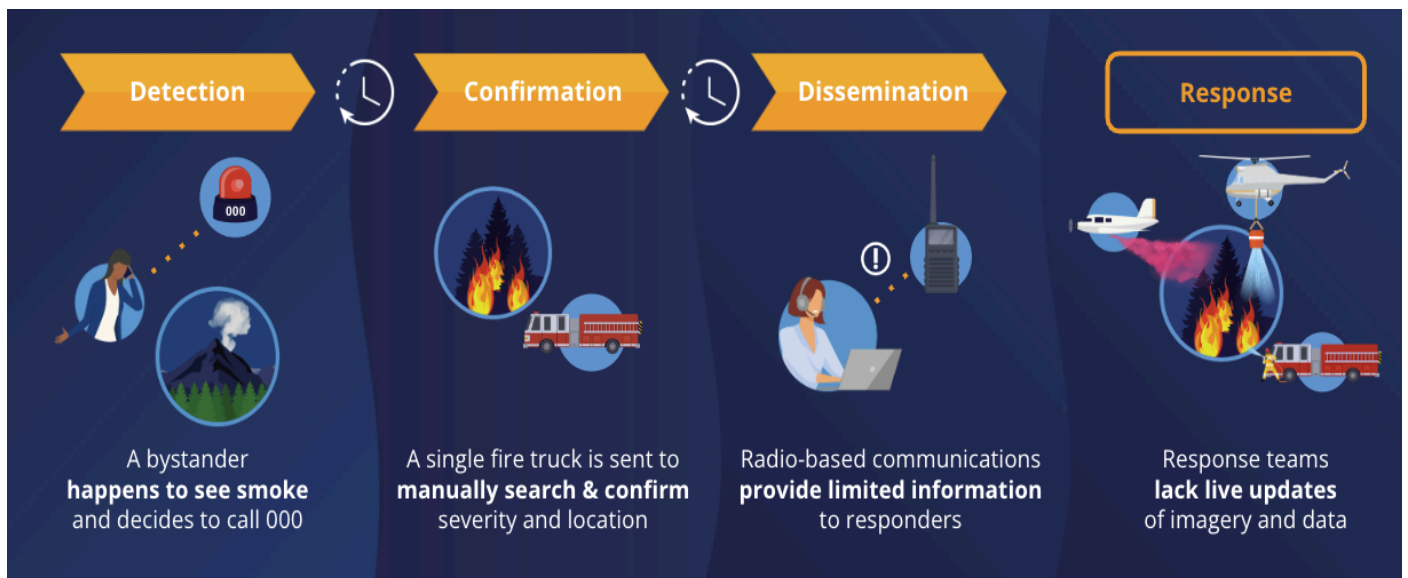 Detection
Confirmation
Dissemination
Response
000
A bystander
happens to see smoke
and decides to call 000
A single fire truck is sent to
manually search & confirm
severity and location
Radio-based communications
provide limited information
to responders
Response teams
lack live updates
of imagery and data